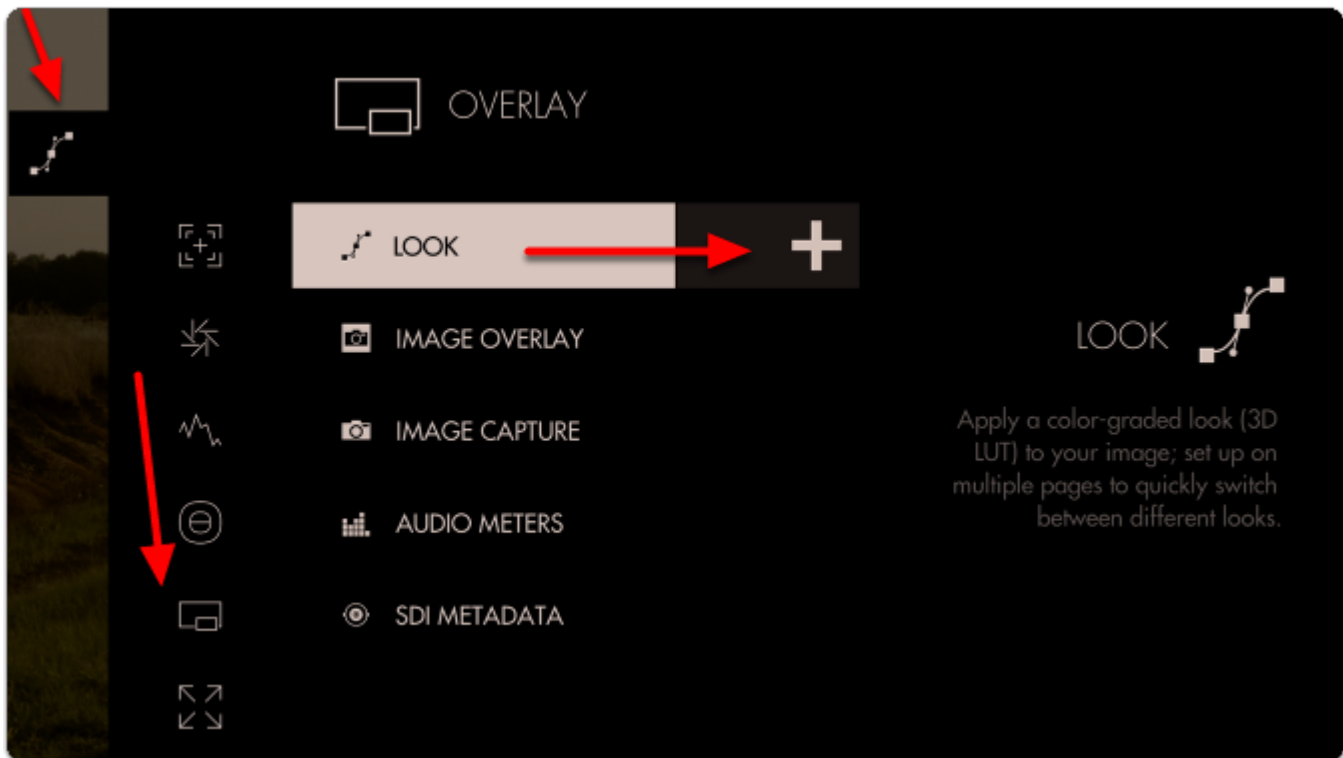 OVERLAY
LOOK
IMAGE OVERLAY
IMAGE CAPTURE
AUDIO METERS
SDI METADATA
LOOK
Apply a color-graded look (3D
LUT) to your image; set up on
multiple pages to quickly switch
between different looks.